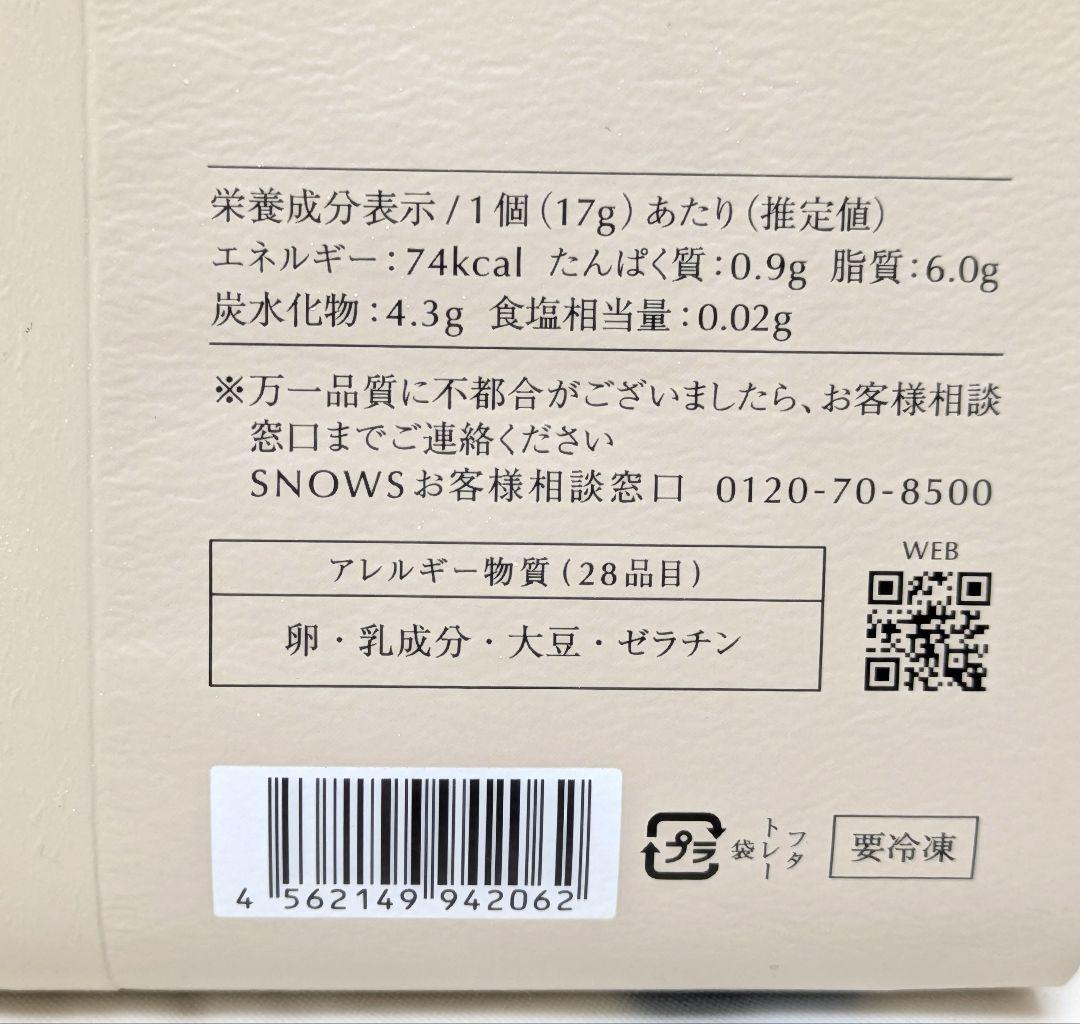 栄養成分表示/1個(17g)あたり(推定値)
エネルギー:74kcal たんぱく質:0.9g 脂質:6.0g
炭水化物:4.3g 食塩相当量:0.02g
※万一品質に不都合がございましたら、お客様相談
窓口までご連絡ください
SNOWSお客様相談窓口 0120-70-8500
アレルギー物質(28品目)
卵・乳成分・大豆・ゼラチン
WEB
4 562149 942062
プラ
フタ
トレー
袋
要冷凍